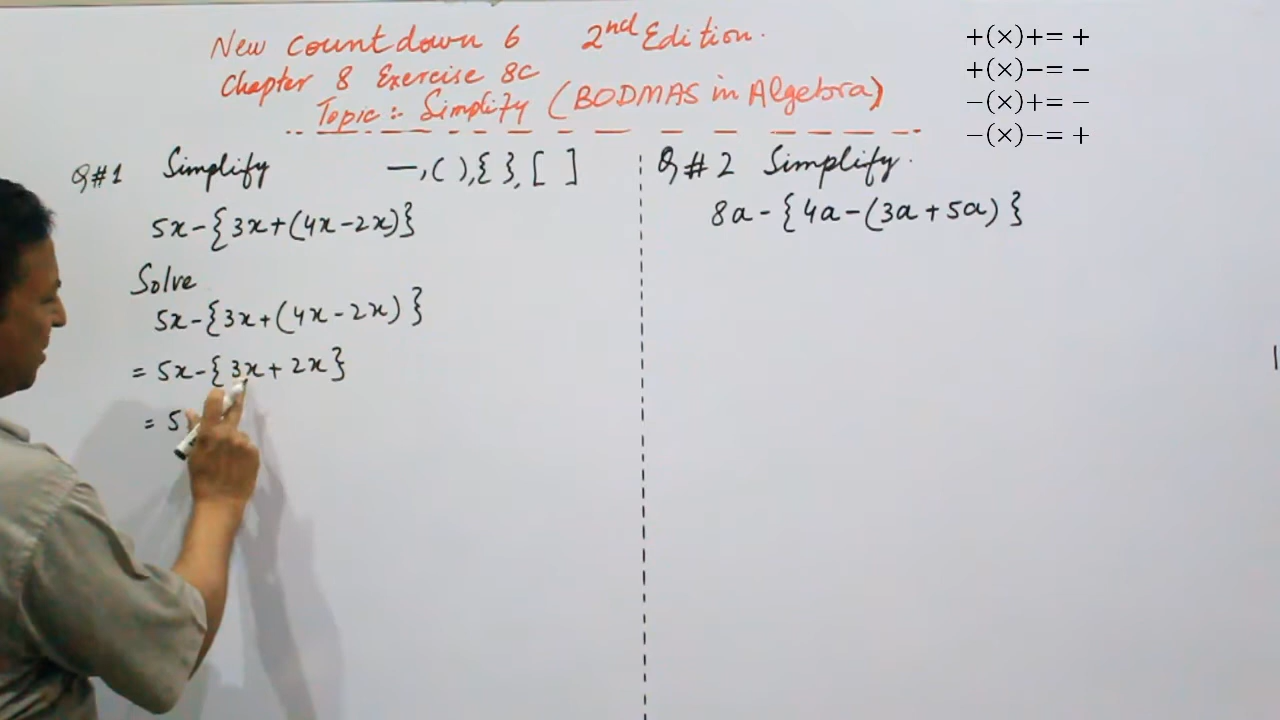 New Countdown 6 2nd Edition.
Chapter 8 Exercise 8c
Topic:- Simplify (BODMAS in Algebra)
+(×)+= +
+(×)−= −
−(×)+= −
−(×)−= +
Q#1 Simplify —, ( ), { }, [ ]
5x-{3x+(4x-2x)}
Solve
5x-{3x+(4x-2x)}
= 5x-{3x+2x}
= 5
Q#2 Simplify.
8a-{4a-(3a+5a)}